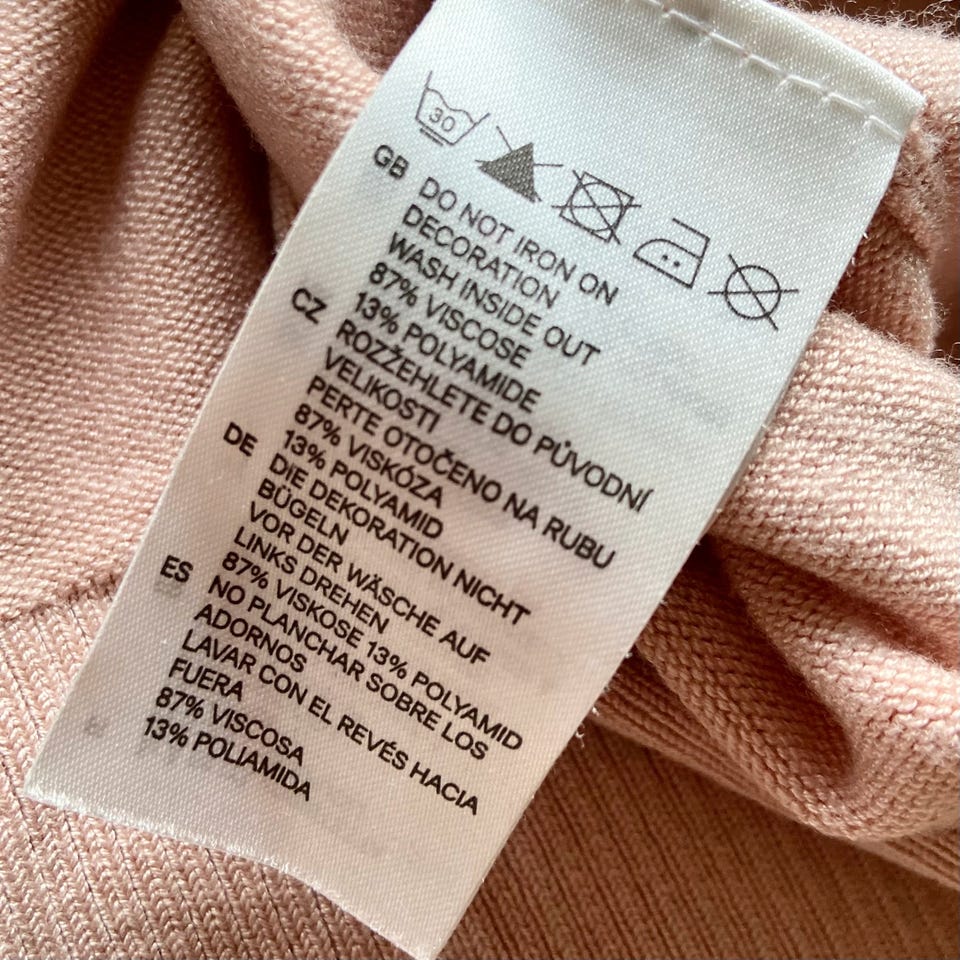 30
GB DO NOT IRON ON
DECORATION
WASH INSIDE OUT
87% VISCOSE
13% POLYAMIDE
CZ ROZŽEHLETE DO PŮVODNÍ
VELIKOSTI
PERTE OTOČENO NA RUBU
87% VISKÓZA
13% POLYAMID
DE DIE DEKORATION NICHT
BÜGELN
VOR DER WÄSCHE AUF
LINKS DREHEN
87% VISKOSE 13% POLYAMID
ES NO PLANCHAR SOBRE LOS
ADORNOS
LAVAR CON EL REVÉS HACIA
FUERA
87% VISCOSA
13% POLIAMIDA